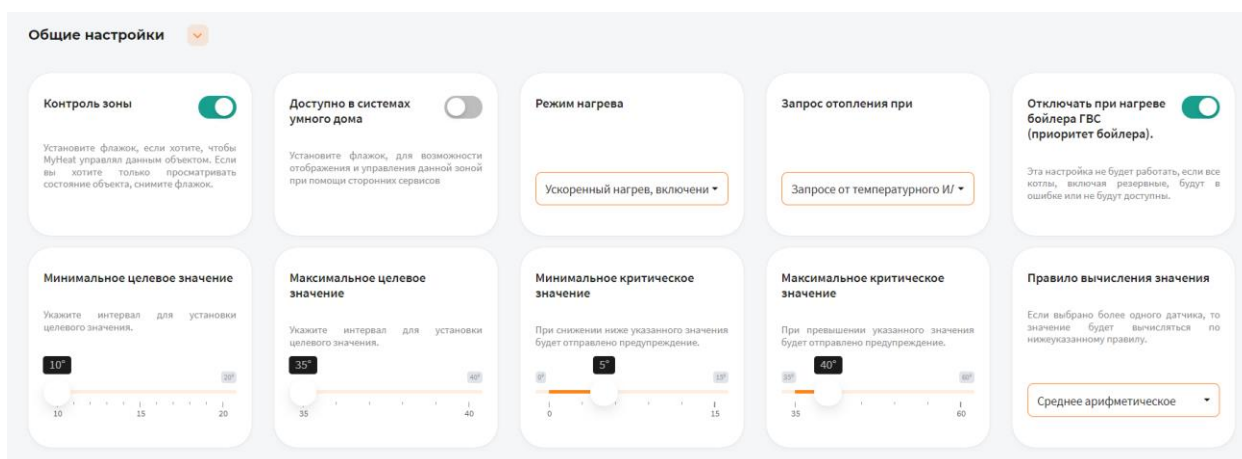 Общие настройки
Контроль зоны
Установите флажок, если хотите, чтобы
MyHeat управлял данным объектом. Если
вы хотите только просматривать
состояние объекта, снимите флажок.
Доступно в системах
умного дома
Установите флажок, для возможности
отображения и управления данной зоной
при помощи сторонних сервисов
Режим нагрева
Ускоренный нагрев, включени
Запрос отопления при
Запросе от температурного И/
Отключать при нагреве
бойлера ГВС
(приоритет бойлера).
Эта настройка не будет работать, если все
котлы, включая резервные, будут в
ошибке или не будут доступны.
Минимальное целевое значение
Укажите интервал для установки
целевого значения.
10°
20°
10 15 20
Максимальное целевое
значение
Укажите интервал для установки
целевого значения.
35°
40°
35 40
Минимальное критическое
значение
При снижении ниже указанного значения
будет отправлено предупреждение.
5°
0° 15°
0 15
Максимальное критическое
значение
При превышении указанного значения
будет отправлено предупреждение.
40°
35° 60°
35 60
Правило вычисления значения
Если выбрано более одного датчика, то
значение будет вычисляться по
нижеуказанному правилу.
Среднее арифметическое